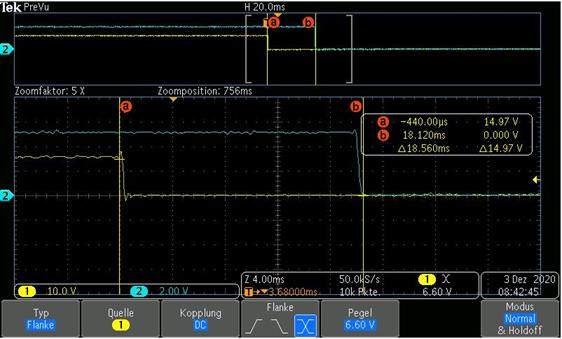 Tek PreVu H 20.0ms
T a b
2
Zoomfaktor: 5 X Zoomposition: 756ms
a b
a -440.00µs 14.97 V
b 18.120ms 0.000 V
Δ18.560ms Δ14.97 V
2
1 10.0 V 2 2.00 V
Z 4.00ms 50.0kS/s 1 X
T→▾3.68000ms 10k Pkte. 6.60 V
3 Dez 2020
08:42:45
Typ
Flanke
Quelle
1
Kopplung
DC
Flanke
Pegel
6.60 V
Modus
Normal
& Holdoff